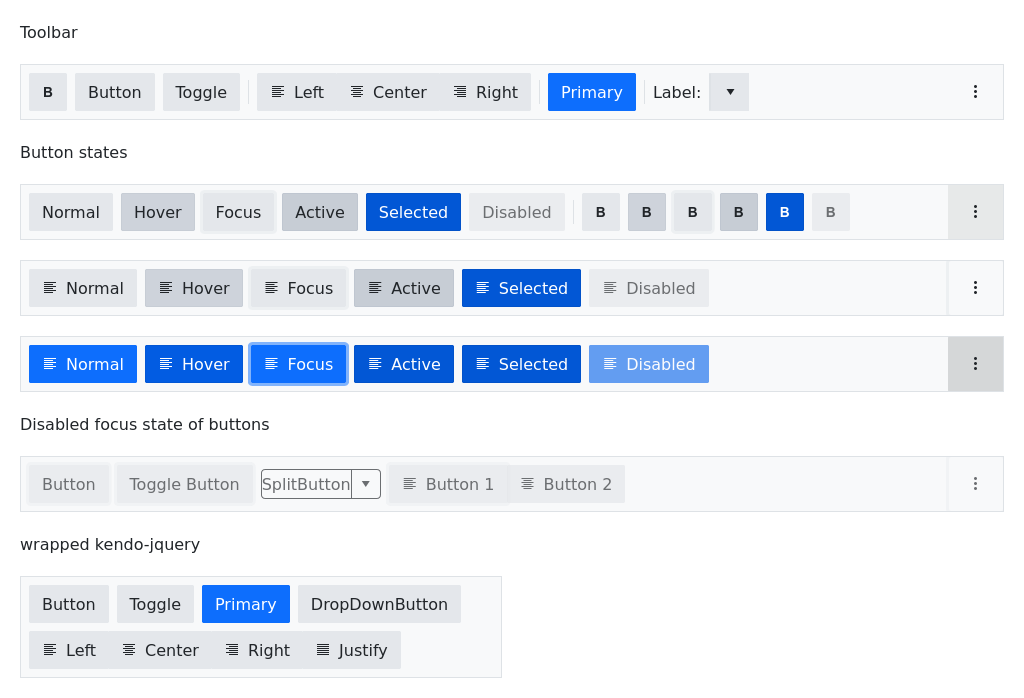 Toolbar
B Button Toggle Left Center Right Primary Label:
Button states
Normal Hover Focus Active Selected Disabled B B B B B B
Normal Hover Focus Active Selected Disabled
Normal Hover Focus Active Selected Disabled
Disabled focus state of buttons
Button Toggle Button SplitButton Button 1 Button 2
wrapped kendo-jquery
Button Toggle Primary DropDownButton
Left Center Right Justify